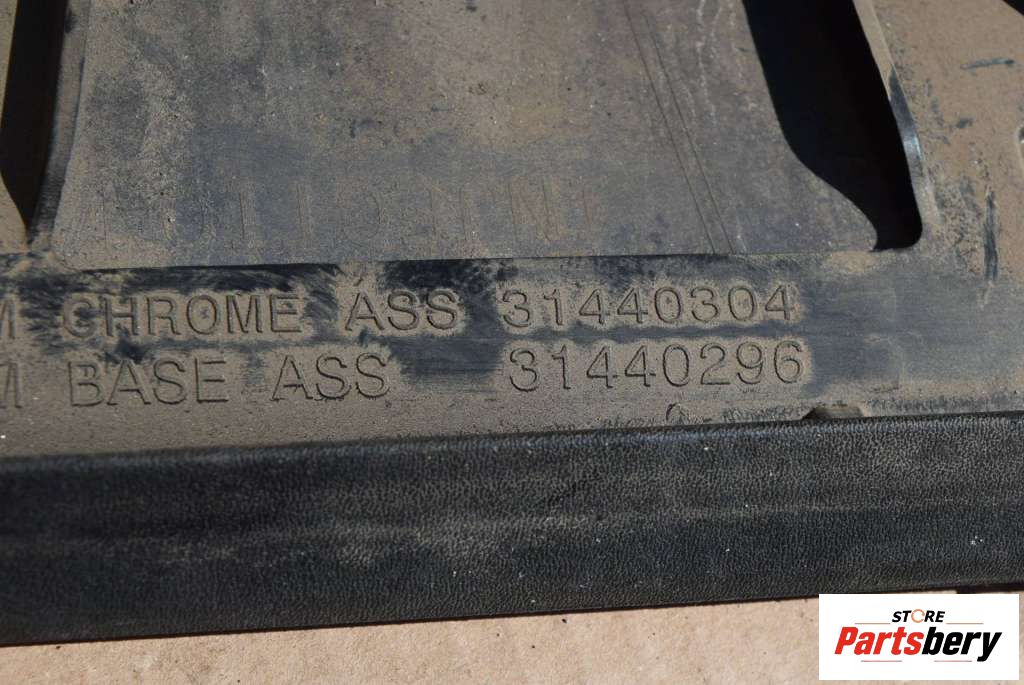 M CHROME ASS 31440304
M BASE ASS 31440296
STORE
Partsbery